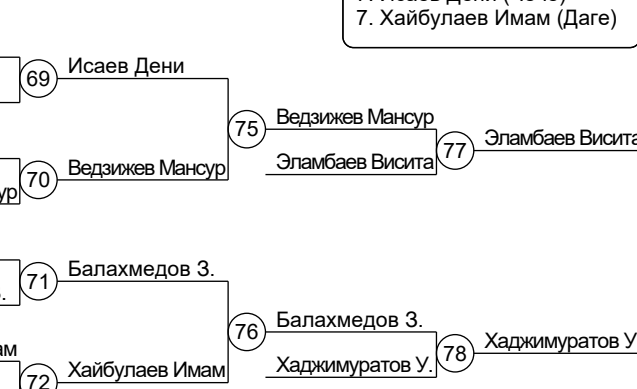 7. Хайбулаев Имам (Даге)
69 Исаев Дени
75 Ведзижев Мансур
77 Эламбаев Висита
Эламбаев Висита
70 Ведзижев Мансур
71 Балахмедов З.
76 Балахмедов З.
78 Хаджимуратов У
Хаджимуратов У.
72 Хайбулаев Имам